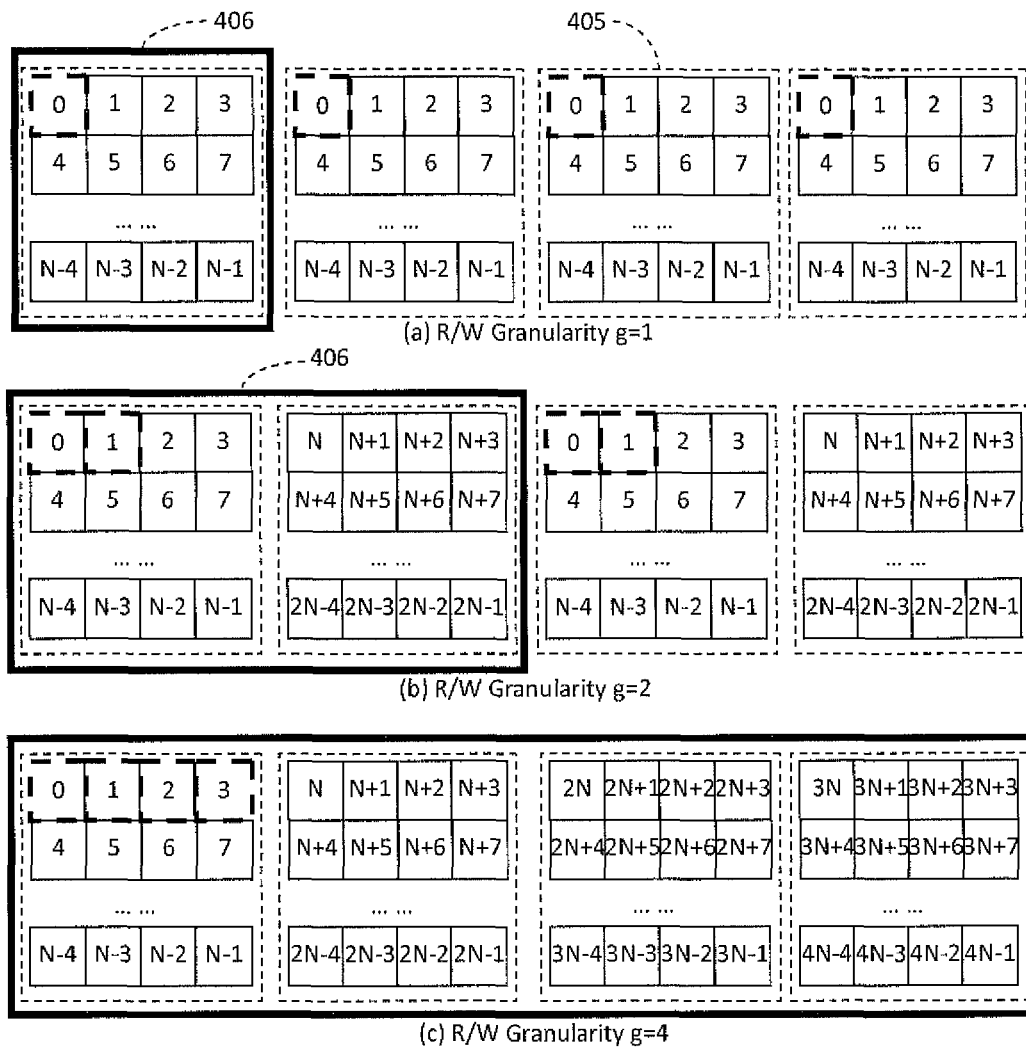 406 405
0 1 2 3 0 1 2 3 0 1 2 3 0 1 2 3
4 5 6 7 4 5 6 7 4 5 6 7 4 5 6 7
... ... ... ... ... ... ... ...
N-4 N-3 N-2 N-1 N-4 N-3 N-2 N-1 N-4 N-3 N-2 N-1 N-4 N-3 N-2 N-1
(a) R/W Granularity g=1
406
0 1 2 3 N N+1 N+2 N+3 0 1 2 3 N N+1 N+2 N+3
4 5 6 7 N+4 N+5 N+6 N+7 4 5 6 7 N+4 N+5 N+6 N+7
... ... ... ... ... ... ... ...
N-4 N-3 N-2 N-1 2N-4 2N-3 2N-2 2N-1 N-4 N-3 N-2 N-1 2N-4 2N-3 2N-2 2N-1
(b) R/W Granularity g=2
0 1 2 3 N N+1 N+2 N+3 2N 2N+1 2N+2 2N+3 3N 3N+1 3N+2 3N+3
4 5 6 7 N+4 N+5 N+6 N+7 2N+4 2N+5 2N+6 2N+7 3N+4 3N+5 3N+6 3N+7
... ... ... ... ... ... ... ...
N-4 N-3 N-2 N-1 2N-4 2N-3 2N-2 2N-1 3N-4 3N-3 3N-2 3N-1 4N-4 4N-3 4N-2 4N-1
(c) R/W Granularity g=4